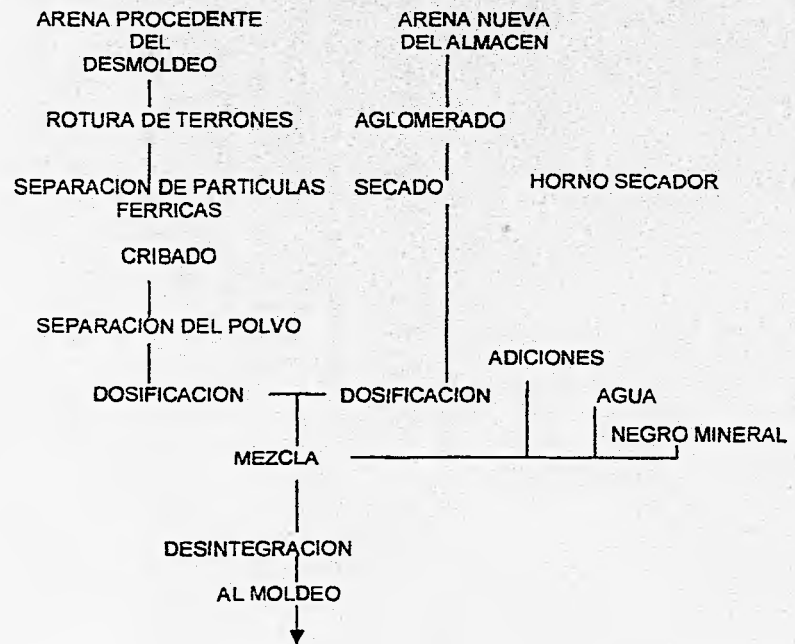 ARENA PROCEDENTE
DEL
DESMOLDEO
ARENA NUEVA
DEL ALMACEN
ROTURA DE TERRONES
AGLOMERADO
SEPARACION DE PARTICULAS
FERRICAS
SECADO
HORNO SECADOR
CRIBADO
SEPARACION DEL POLVO
ADICIONES
DOSIFICACION
DOSIFICACION
AGUA
NEGRO MINERAL
MEZCLA
DESINTEGRACION
AL MOLDEO